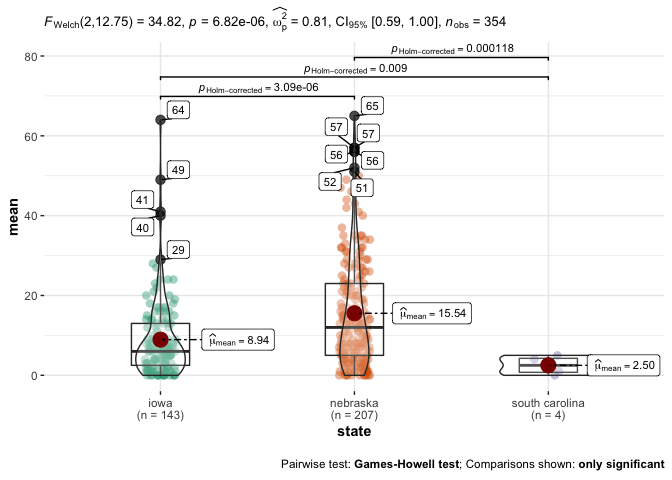 F_Welch(2,12.75) = 34.82, p = 6.82e-06, ω̂²_p = 0.81, CI_95% [0.59, 1.00], n_obs = 354
80
60
40
20
0
mean
p_Holm−corrected = 0.000118
p_Holm−corrected = 0.009
p_Holm−corrected = 3.09e-06
64
49
41
40
29
65
57
57
56
56
52
51
μ̂_mean = 8.94
μ̂_mean = 15.54
μ̂_mean = 2.50
iowa
(n = 143)
nebraska
(n = 207)
south carolina
(n = 4)
state
Pairwise test: Games-Howell test; Comparisons shown: only significant